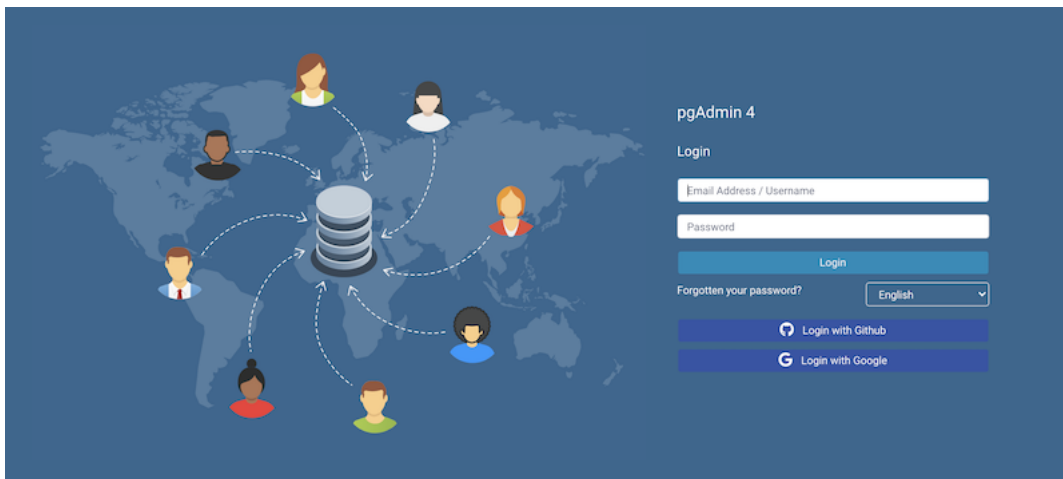 pgAdmin 4
Login
Email Address / Username
Password
Login
Forgotten your password?
English
Login with Github
Login with Google